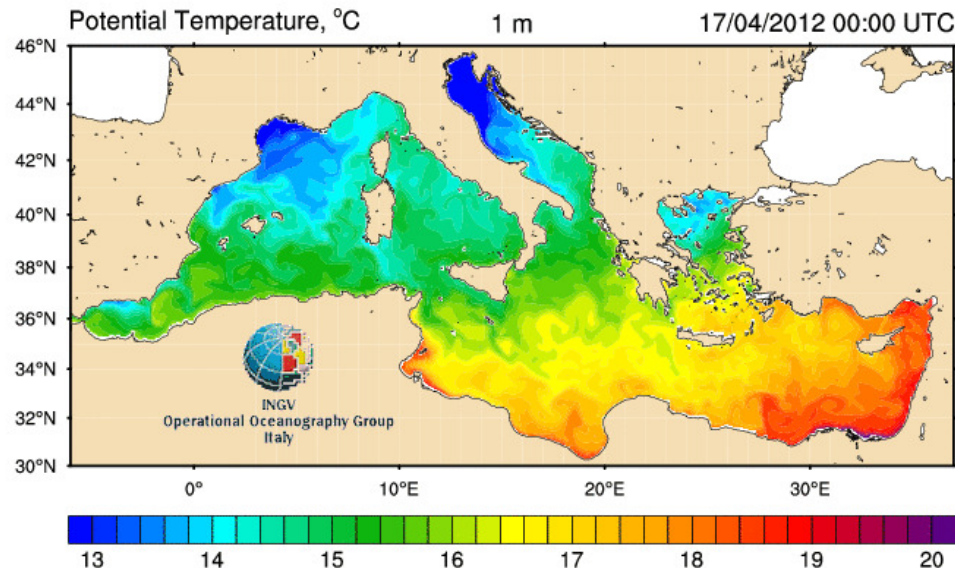 Potential Temperature, °C 1 m 17/04/2012 00:00 UTC
46°N
44°N
42°N
40°N
38°N
36°N
34°N
32°N
30°N
INGV
Operational Oceanography Group
Italy
0° 10°E 20°E 30°E
13 14 15 16 17 18 19 20